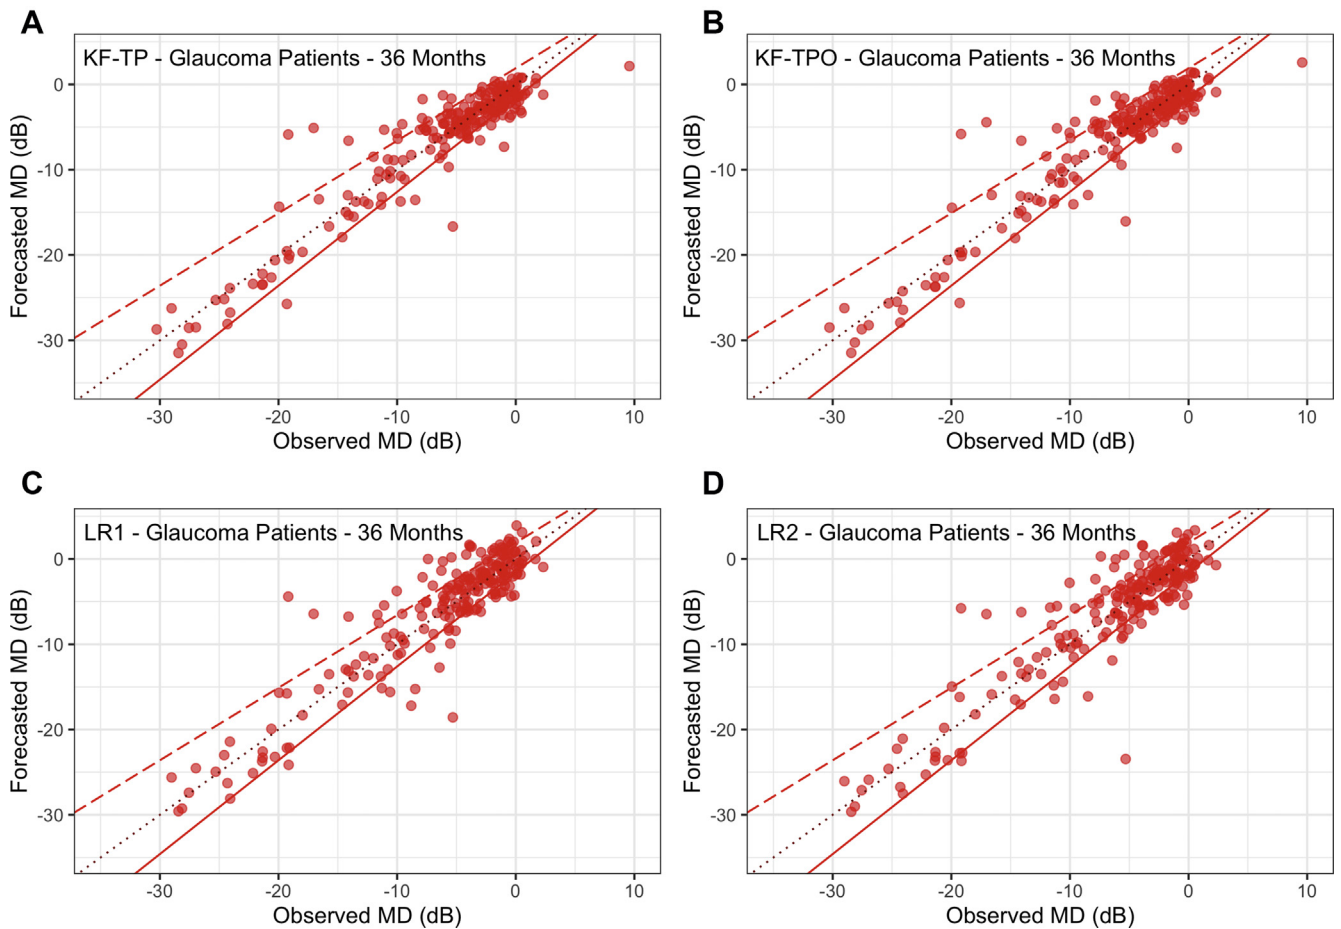 A
KF-TP - Glaucoma Patients - 36 Months
Forecasted MD (dB)
0
-10
-20
-30
-30 -20 -10 0 10
Observed MD (dB)
B
KF-TPO - Glaucoma Patients - 36 Months
Forecasted MD (dB)
0
-10
-20
-30
-30 -20 -10 0 10
Observed MD (dB)
C
LR1 - Glaucoma Patients - 36 Months
Forecasted MD (dB)
0
-10
-20
-30
-30 -20 -10 0 10
Observed MD (dB)
D
LR2 - Glaucoma Patients - 36 Months
Forecasted MD (dB)
0
-10
-20
-30
-30 -20 -10 0 10
Observed MD (dB)